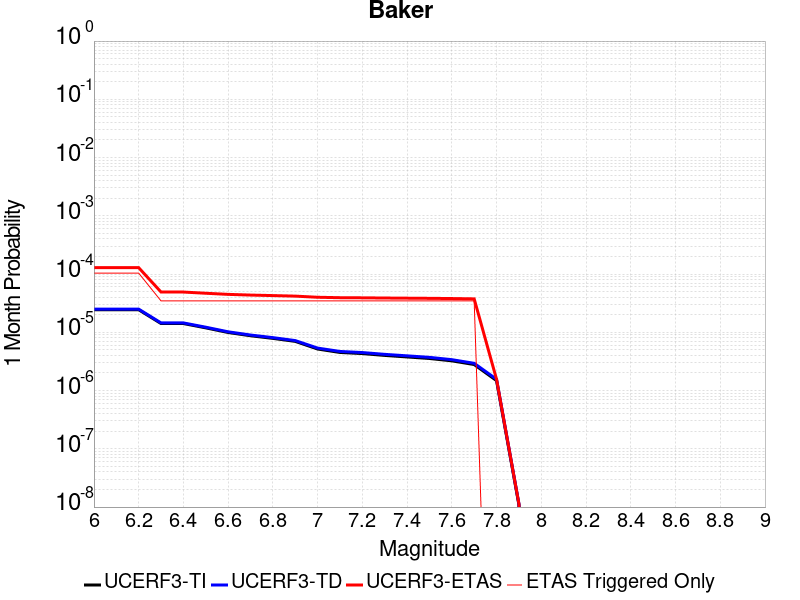 Baker
10^0
10^-1
10^-2
10^-3
10^-4
10^-5
10^-6
10^-7
10^-8
1 Month Probability
6 6.2 6.4 6.6 6.8 7 7.2 7.4 7.6 7.8 8 8.2 8.4 8.6 8.8 9
Magnitude
UCERF3-TI UCERF3-TD UCERF3-ETAS ETAS Triggered Only